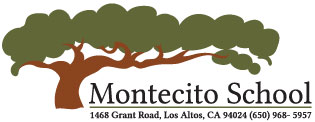 Montecito School
1468 Grant Road, Los Altos, CA 94024 (650) 968- 5957